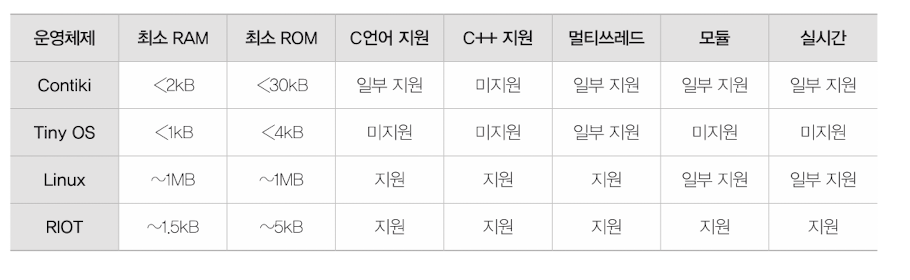 운영체제 최소 RAM 최소 ROM C언어 지원 C++ 지원 멀티쓰레드 모듈 실시간
Contiki <2kB <30kB 일부 지원 미지원 일부 지원 일부 지원 일부 지원
Tiny OS <1kB <4kB 미지원 미지원 일부 지원 미지원 미지원
Linux ~1MB ~1MB 지원 지원 지원 일부 지원 일부 지원
RIOT ~1.5kB ~5kB 지원 지원 지원 지원 지원